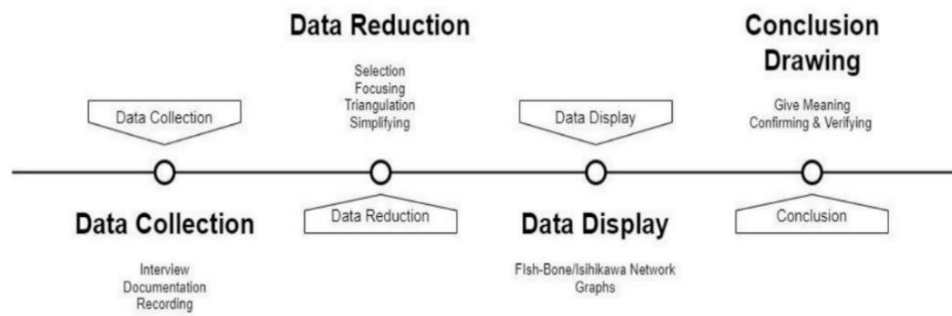 Data Reduction
Selection
Focusing
Triangulation
Simplifying
Conclusion
Drawing
Give Meaning
Confirming & Verifying
Data Collection
Data Display
Data Collection
Interview
Documentation
Recording
Data Reduction
Data Display
FIsh-Bone/Isihikawa Network
Graphs
Conclusion